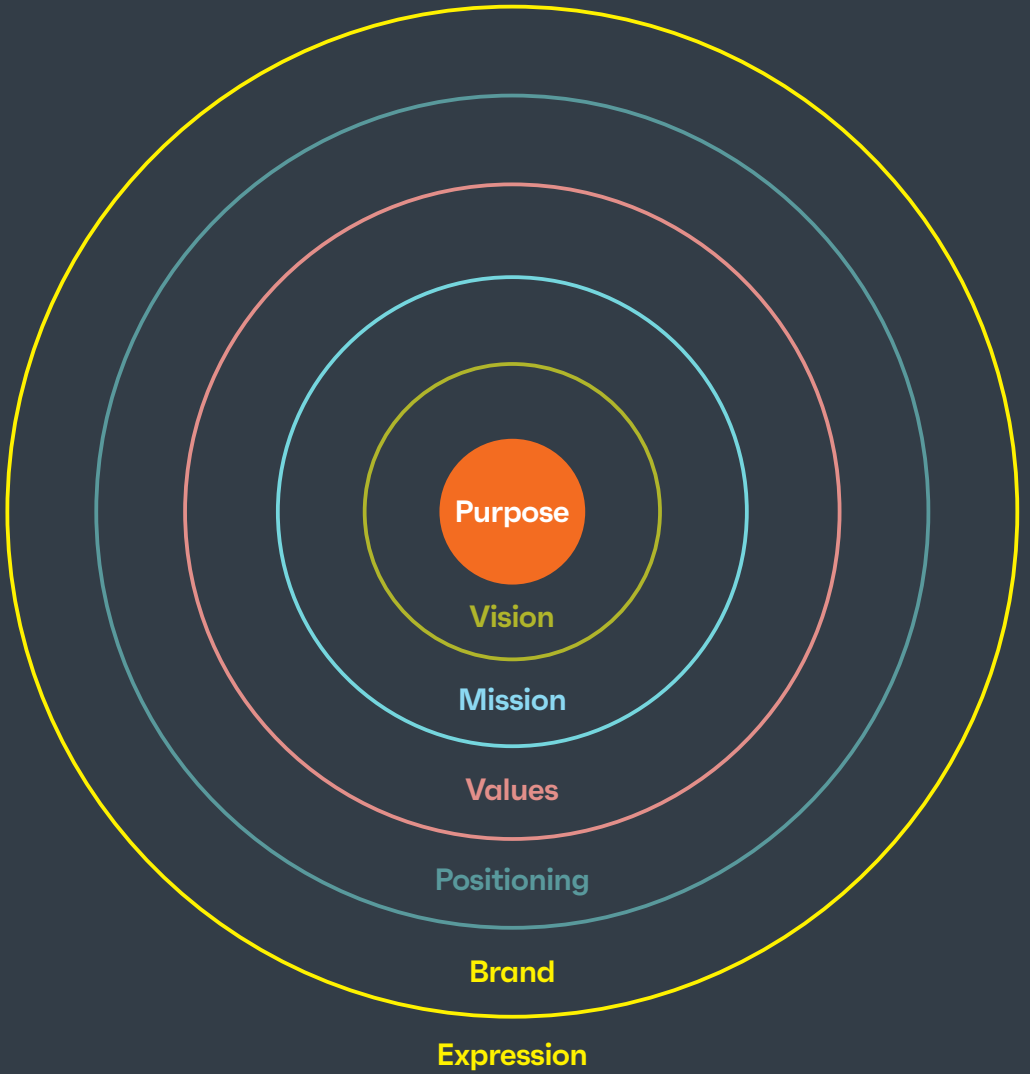 Purpose
Vision
Mission
Values
Positioning
Brand
Expression